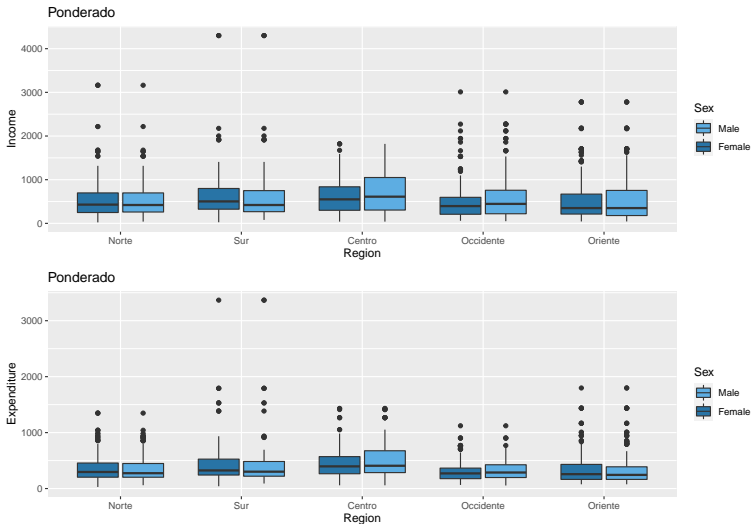 Ponderado
4000
3000
2000
1000
0
Income
Norte
Sur
Centro
Occidente
Oriente
Region
Sex
Male
Female
Ponderado
3000
2000
1000
0
Expenditure
Norte
Sur
Centro
Occidente
Oriente
Region
Sex
Male
Female